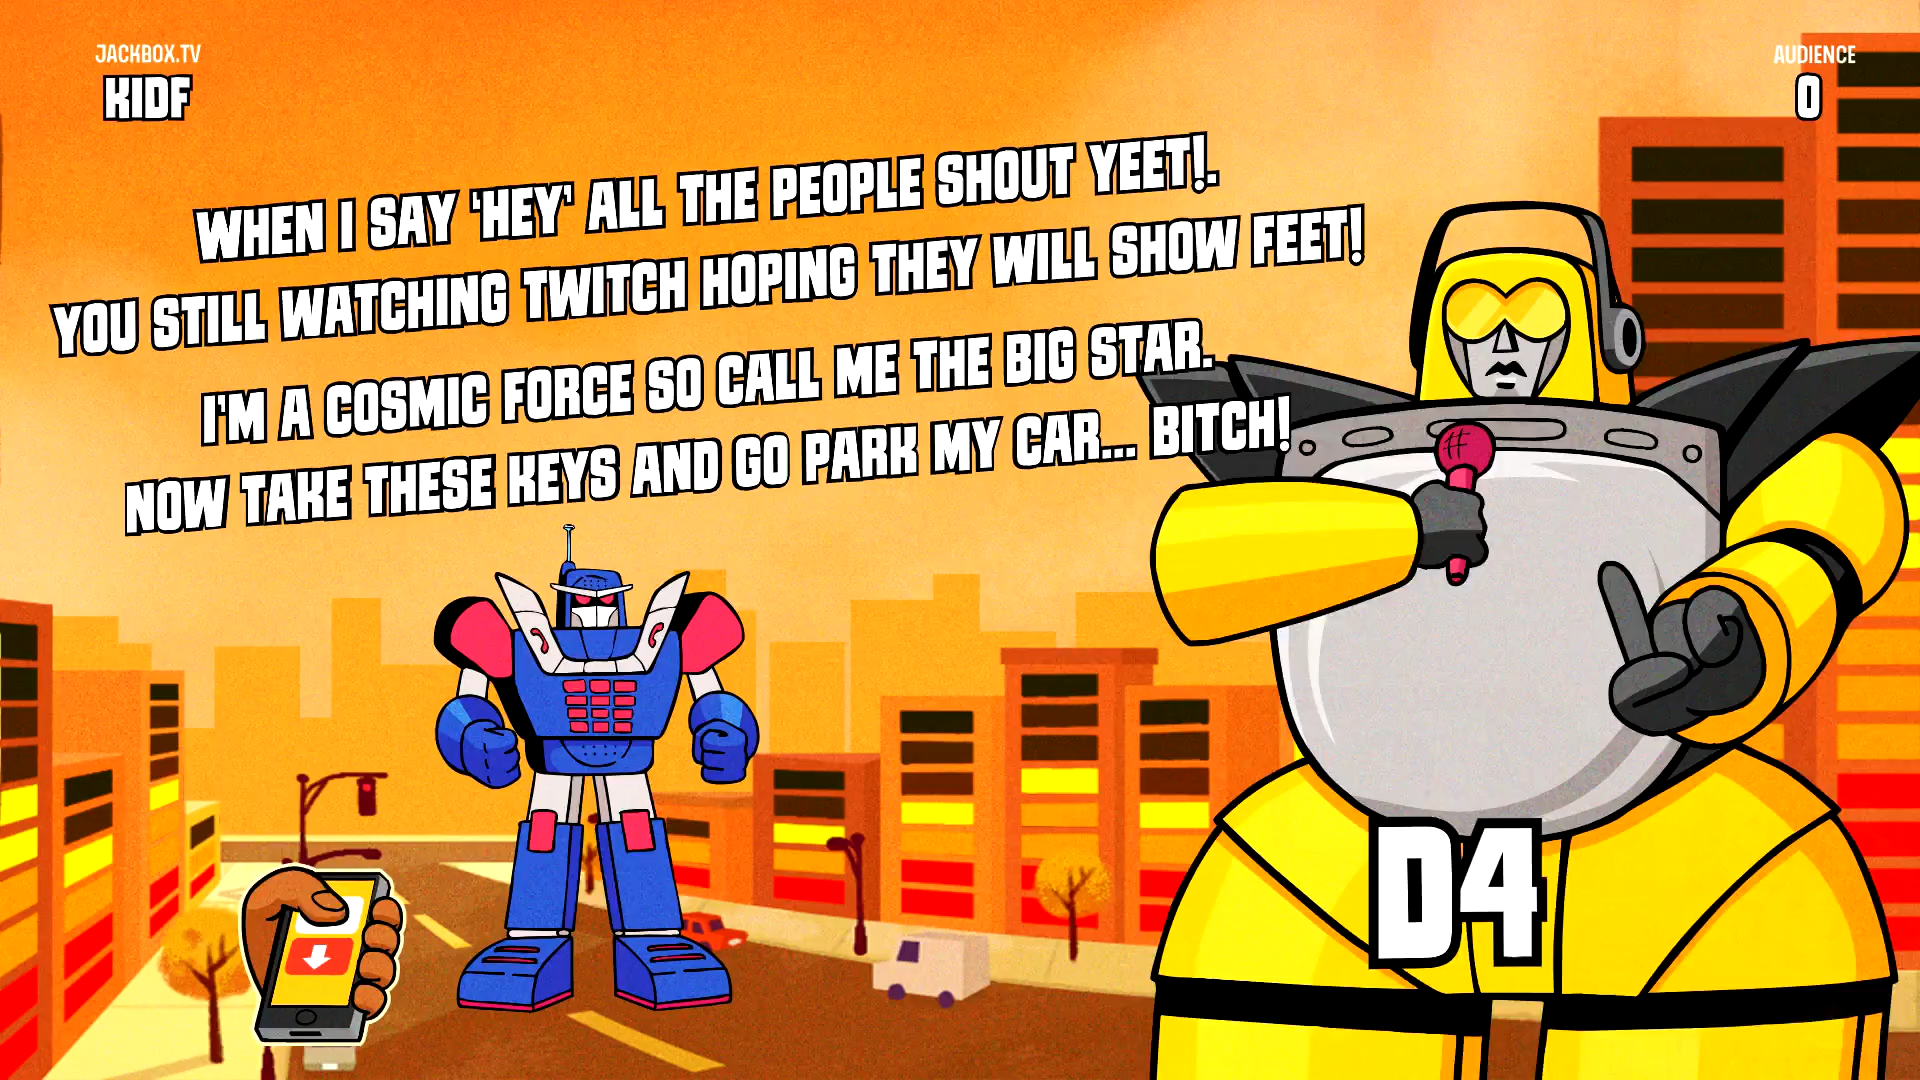 JACKBOX.TV
KIDF
AUDIENCE
0
WHEN I SAY 'HEY' ALL THE PEOPLE SHOUT YEET!.
YOU STILL WATCHING TWITCH HOPING THEY WILL SHOW FEET!
I'M A COSMIC FORCE SO CALL ME THE BIG STAR.
NOW TAKE THESE KEYS AND GO PARK MY CAR... BITCH!
D4